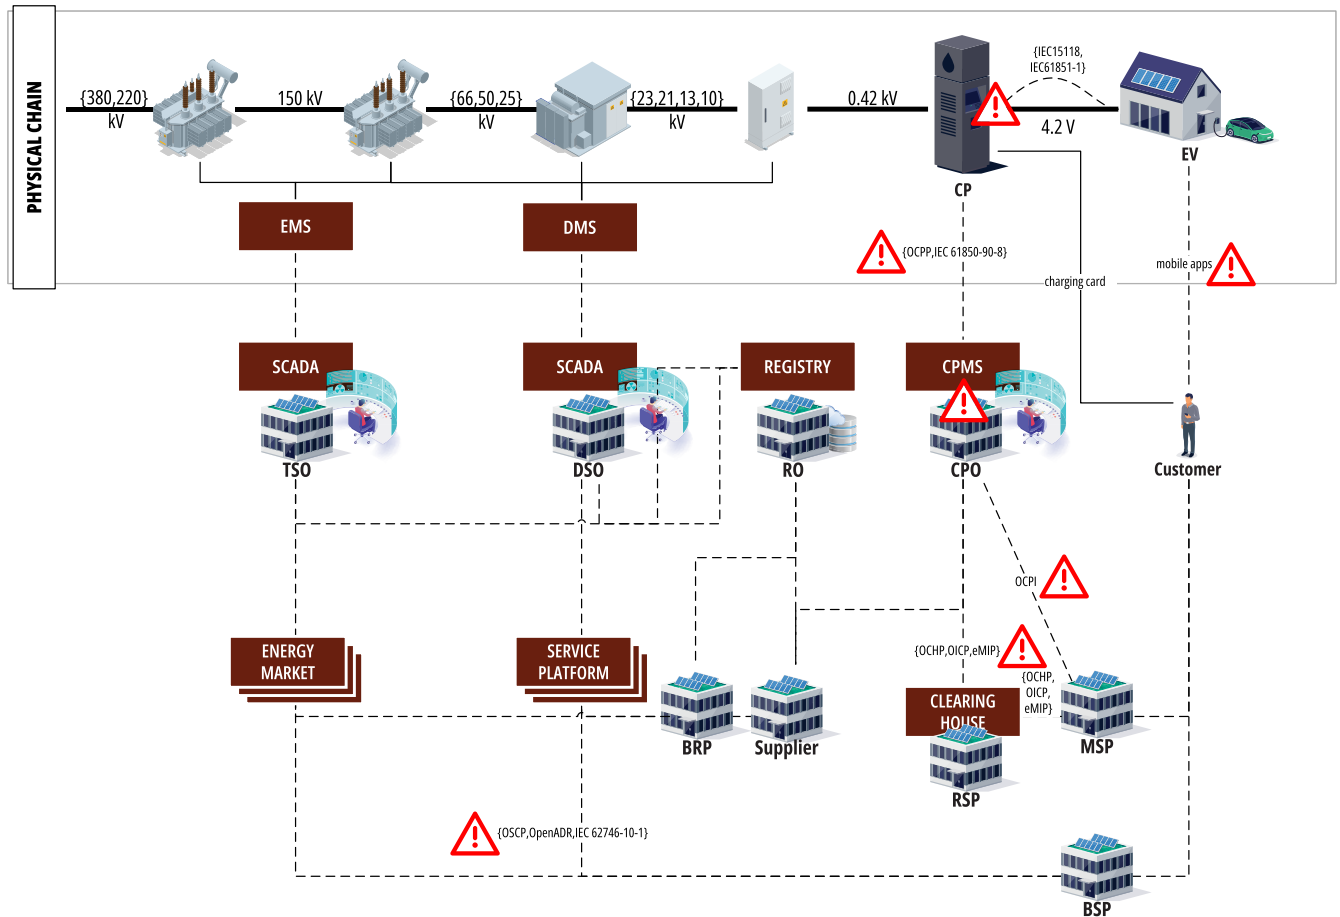 PHYSICAL CHAIN
{380,220}
kV
150 kV
{66,50,25}
kV
{23,21,13,10}
kV
0.42 kV
{IEC15118,
IEC61851-1}
4.2 V
CP
EV
EMS
DMS
{OCPP,IEC 61850-90-8}
mobile apps
charging card
SCADA
SCADA
REGISTRY
CPMS
TSO
DSO
RO
CPO
Customer
OCPI
ENERGY
MARKET
SERVICE
PLATFORM
{OCHP,OICP,eMIP}
{OCHP,
OICP,
eMIP}
CLEARING
HOUSE
BRP
Supplier
MSP
RSP
{OSCP,OpenADR,IEC 62746-10-1}
BSP